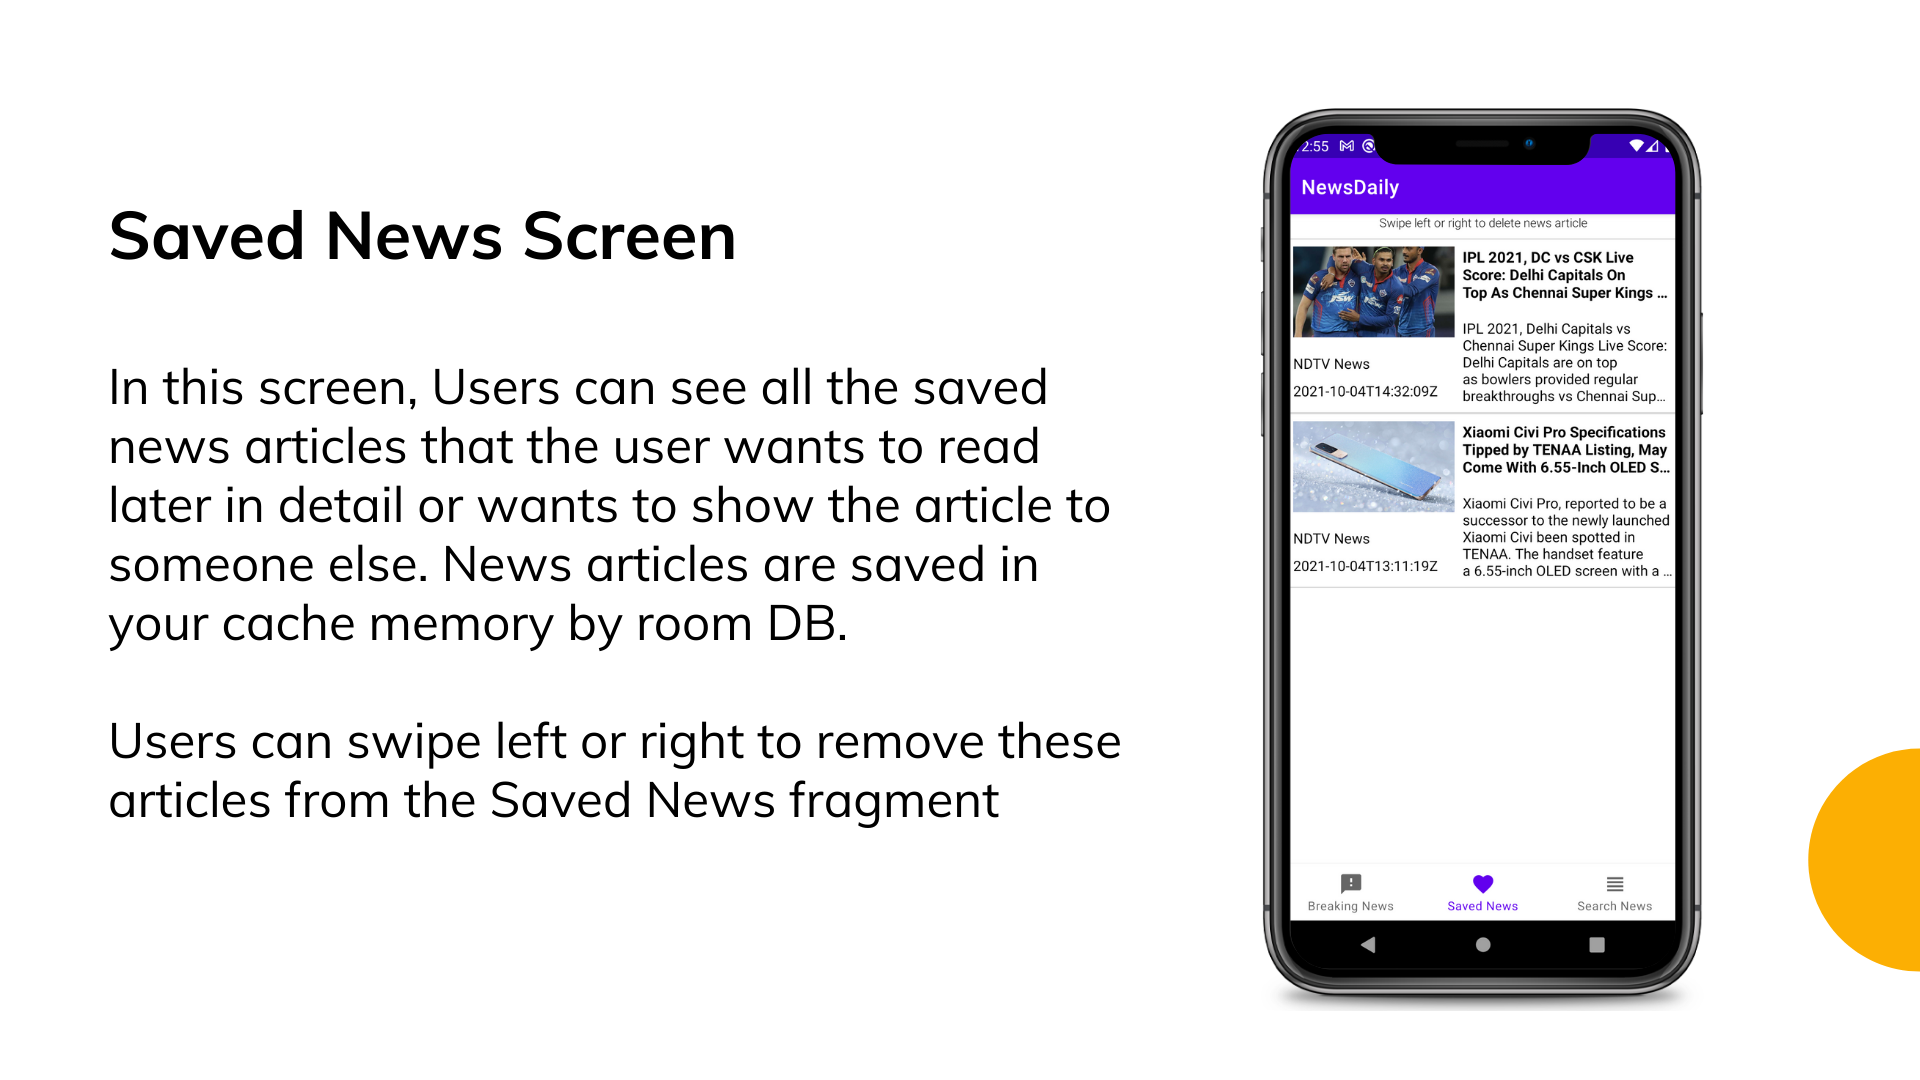 Saved News Screen
In this screen, Users can see all the saved
news articles that the user wants to read
later in detail or wants to show the article to
someone else. News articles are saved in
your cache memory by room DB.
Users can swipe left or right to remove these
articles from the Saved News fragment
2:55
NewsDaily
Swipe left or right to delete news article
IPL 2021, DC vs CSK Live
Score: Delhi Capitals On
Top As Chennai Super Kings ...
IPL 2021, Delhi Capitals vs
Chennai Super Kings Live Score:
Delhi Capitals are on top
as bowlers provided regular
breakthroughs vs Chennai Sup...
JSW
JSW
NDTV News
2021-10-04T14:32:09Z
Xiaomi Civi Pro Specifications
Tipped by TENAA Listing, May
Come With 6.55-Inch OLED S...
Xiaomi Civi Pro, reported to be a
successor to the newly launched
Xiaomi Civi been spotted in
TENAA. The handset feature
a 6.55-inch OLED screen with a ...
NDTV News
2021-10-04T13:11:19Z
Breaking News
Saved News
Search News